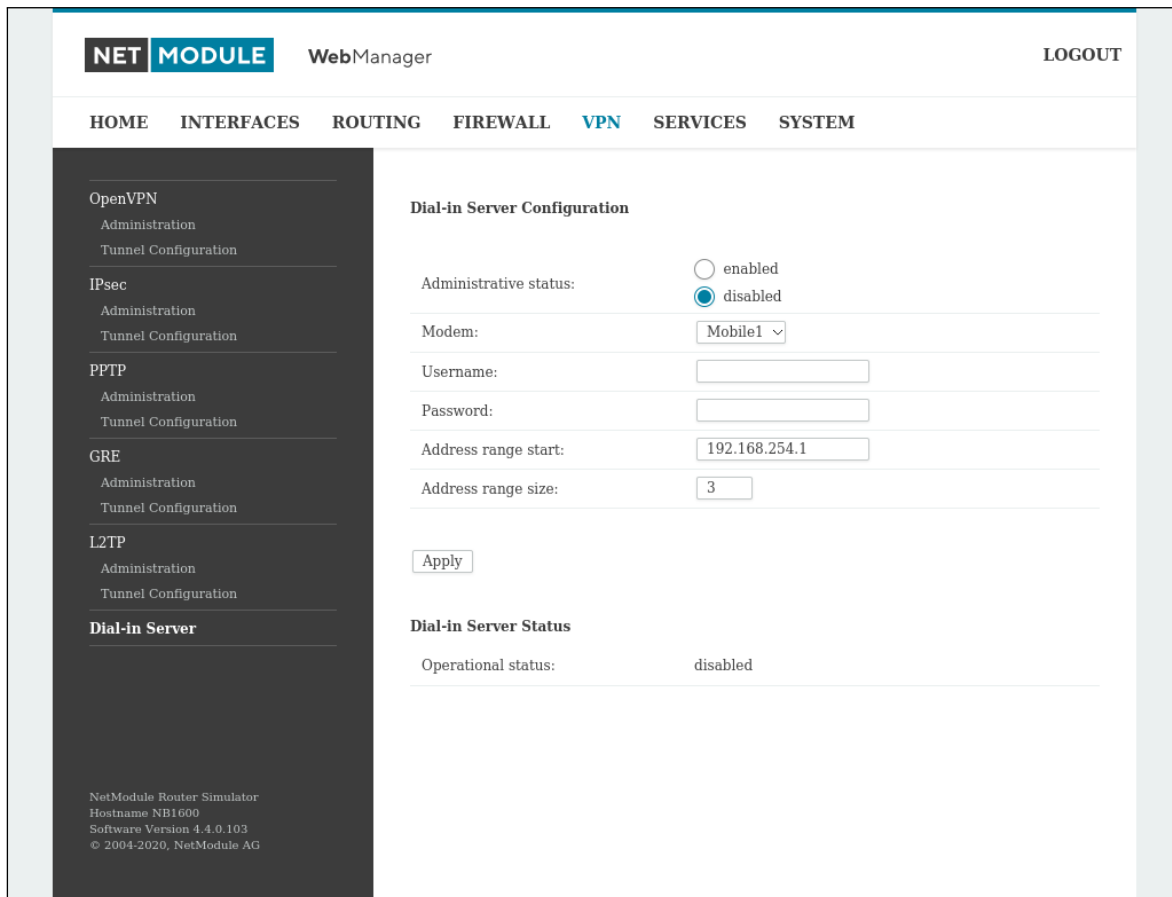 NET MODULE WebManager LOGOUT
HOME INTERFACES ROUTING FIREWALL VPN SERVICES SYSTEM
OpenVPN
Administration
Tunnel Configuration
IPsec
Administration
Tunnel Configuration
PPTP
Administration
Tunnel Configuration
GRE
Administration
Tunnel Configuration
L2TP
Administration
Tunnel Configuration
Dial-in Server
NetModule Router Simulator
Hostname NB1600
Software Version 4.4.0.103
© 2004-2020, NetModule AG
Dial-in Server Configuration
Administrative status: enabled
disabled
Modem: Mobile1
Username:
Password:
Address range start: 192.168.254.1
Address range size: 3
Apply
Dial-in Server Status
Operational status: disabled